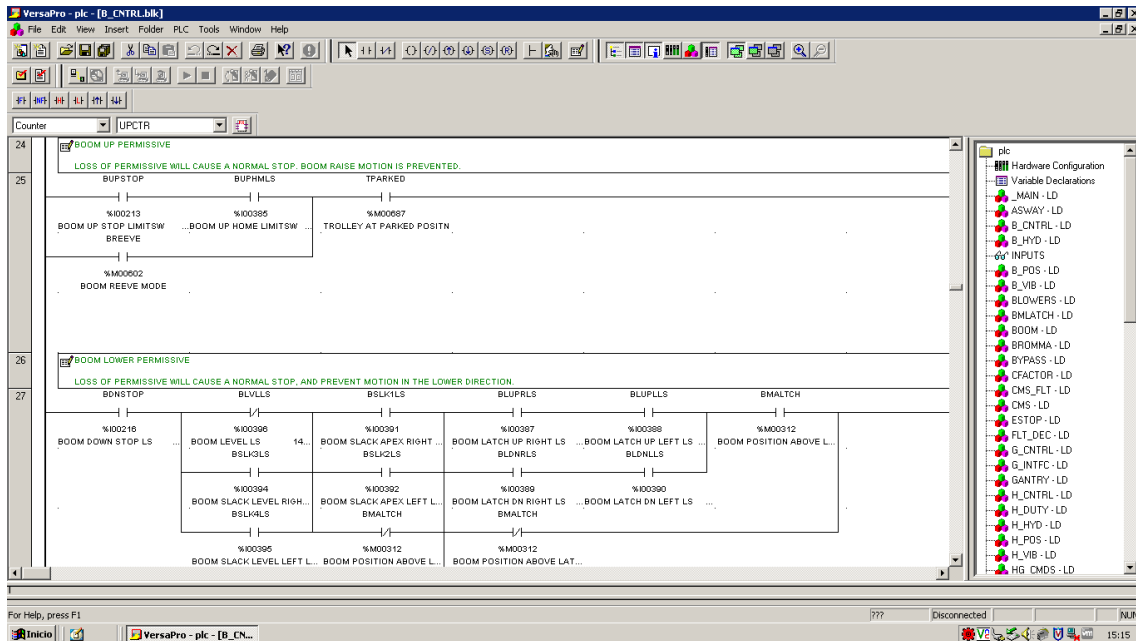 VersaPro - plc - [B_CNTRL.blk]
File Edit View Insert Folder PLC Tools Window Help
Counter UPCTR
24
BOOM UP PERMISSIVE
LOSS OF PERMISSIVE WILL CAUSE A NORMAL STOP. BOOM RAISE MOTION IS PREVENTED.
25
BUPSTOP BUPHMLS TPARKED
%I00213 %I00385 %M00687
BOOM UP STOP LIMITSW ...BOOM UP HOME LIMITSW ... TROLLEY AT PARKED POSITN
BREEVE
%M00602
BOOM REEVE MODE
26
BOOM LOWER PERMISSIVE
LOSS OF PERMISSIVE WILL CAUSE A NORMAL STOP, AND PREVENT MOTION IN THE LOWER DIRECTION.
27
BDNSTOP BLVLLS BSLK1LS BLUPRLS BLUPLLS BMALTCH
%I00216 %I00396 %I00391 %I00387 %I00388 %M00312
BOOM DOWN STOP LS ... BOOM LEVEL LS 14... BOOM SLACK APEX RIGHT ... BOOM LATCH UP RIGHT LS ...BOOM LATCH UP LEFT LS ... BOOM POSITION ABOVE L...
BSLK3LS BSLK2LS BLDNRLS BLDNLLS
%I00394 %I00392 %I00389 %I00390
BOOM SLACK LEVEL RIGH... BOOM SLACK APEX LEFT L... BOOM LATCH DN RIGHT LS ...BOOM LATCH DN LEFT LS ...
BSLK4LS BMALTCH BMALTCH
%I00395 %M00312 %M00312
BOOM SLACK LEVEL LEFT L... BOOM POSITION ABOVE L... BOOM POSITION ABOVE LAT...
plc
Hardware Configuration
Variable Declarations
_MAIN - LD
ASWAY - LD
B_CNTRL - LD
B_HYD - LD
INPUTS
B_POS - LD
B_VIB - LD
BLOWERS - LD
BMLATCH - LD
BOOM - LD
BROMMA - LD
BYPASS - LD
CFACTOR - LD
CMS_FLT - LD
CMS - LD
ESTOP - LD
FLT_DEC - LD
G_CNTRL - LD
G_INTFC - LD
GANTRY - LD
H_CNTRL - LD
H_DUTY - LD
H_HYD - LD
H_POS - LD
H_VIB - LD
HG_CMDS - LD
For Help, press F1 ??? Disconnected NUM
Inicio VersaPro - plc - [B_CN... 15:15